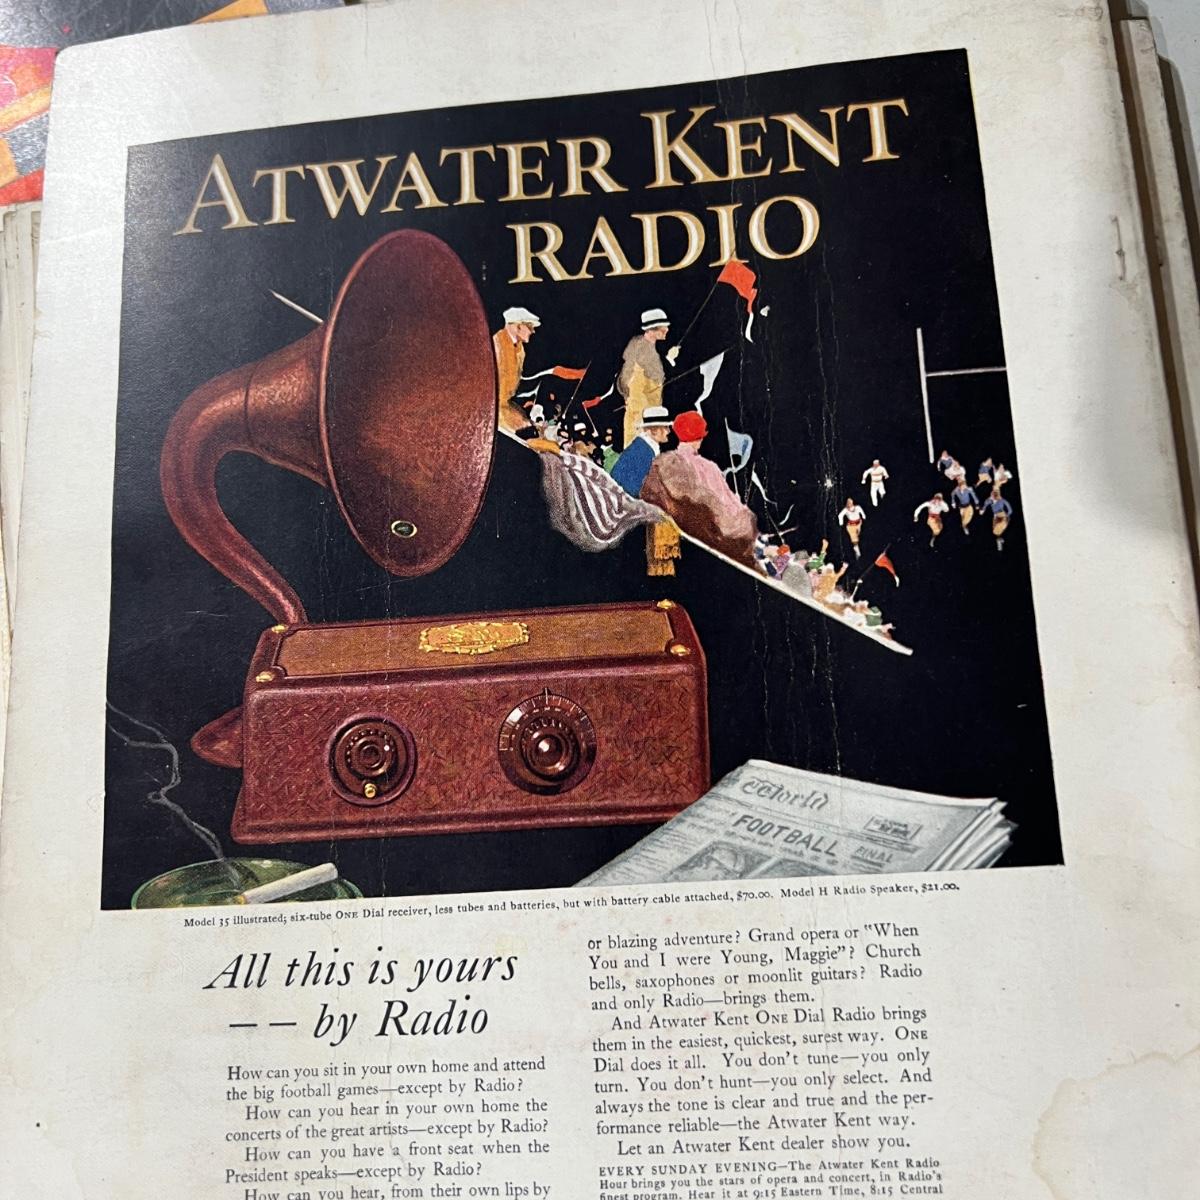 ATWATER KENT
RADIO
World
FOOTBALL
FINAL
Model 35 illustrated; six-tube ONE Dial receiver, less tubes and batteries, but with battery cable attached, $70.00. Model H Radio Speaker, $21.00.
All this is yours
— — by Radio
How can you sit in your own home and attend
the big football games—except by Radio?
How can you hear in your own home the
concerts of the great artists—except by Radio?
How can you have a front seat when the
President speaks—except by Radio?
How can you hear, from their own lips by
or blazing adventure? Grand opera or "When
You and I were Young, Maggie"? Church
bells, saxophones or moonlit guitars? Radio
and only Radio—brings them.
And Atwater Kent ONE Dial Radio brings
them in the easiest, quickest, surest way. ONE
Dial does it all. You don't tune—you only
turn. You don't hunt—you only select. And
always the tone is clear and true and the per-
formance reliable—the Atwater Kent way.
Let an Atwater Kent dealer show you.
EVERY SUNDAY EVENING—The Atwater Kent Radio
Hour brings you the stars of opera and concert, in Radio's
finest program. Hear it at 9:15 Eastern Time, 8:15 Central